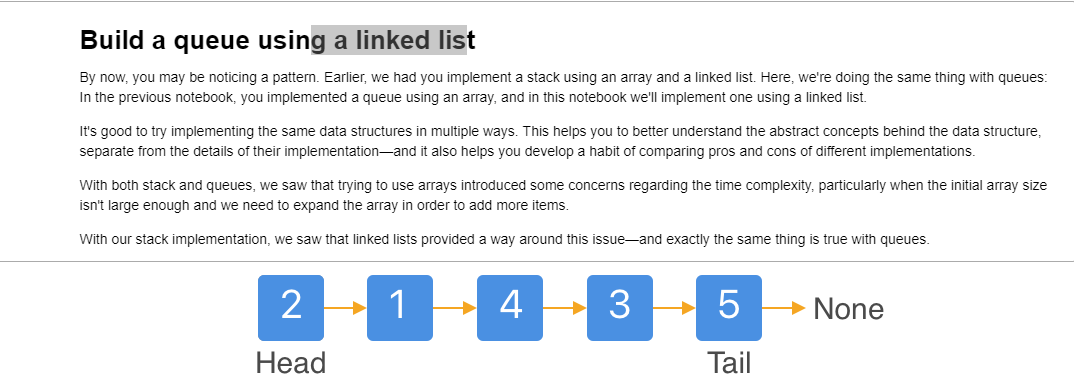 Build a queue using a linked list
By now, you may be noticing a pattern. Earlier, we had you implement a stack using an array and a linked list. Here, we're doing the same thing with queues:
In the previous notebook, you implemented a queue using an array, and in this notebook we'll implement one using a linked list.
It's good to try implementing the same data structures in multiple ways. This helps you to better understand the abstract concepts behind the data structure,
separate from the details of their implementation—and it also helps you develop a habit of comparing pros and cons of different implementations.
With both stack and queues, we saw that trying to use arrays introduced some concerns regarding the time complexity, particularly when the initial array size
isn't large enough and we need to expand the array in order to add more items.
With our stack implementation, we saw that linked lists provided a way around this issue—and exactly the same thing is true with queues.
2 1 4 3 5 None
Head Tail